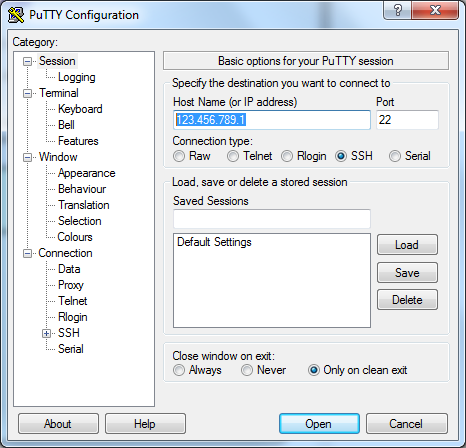 PuTTY Configuration
Category:
Session
Logging
Terminal
Keyboard
Bell
Features
Window
Appearance
Behaviour
Translation
Selection
Colours
Connection
Data
Proxy
Telnet
Rlogin
SSH
Serial
Basic options for your PuTTY session
Specify the destination you want to connect to
Host Name (or IP address) Port
123.456.789.1 22
Connection type:
Raw Telnet Rlogin SSH Serial
Load, save or delete a stored session
Saved Sessions
Default Settings
Load
Save
Delete
Close window on exit:
Always Never Only on clean exit
About Help Open Cancel